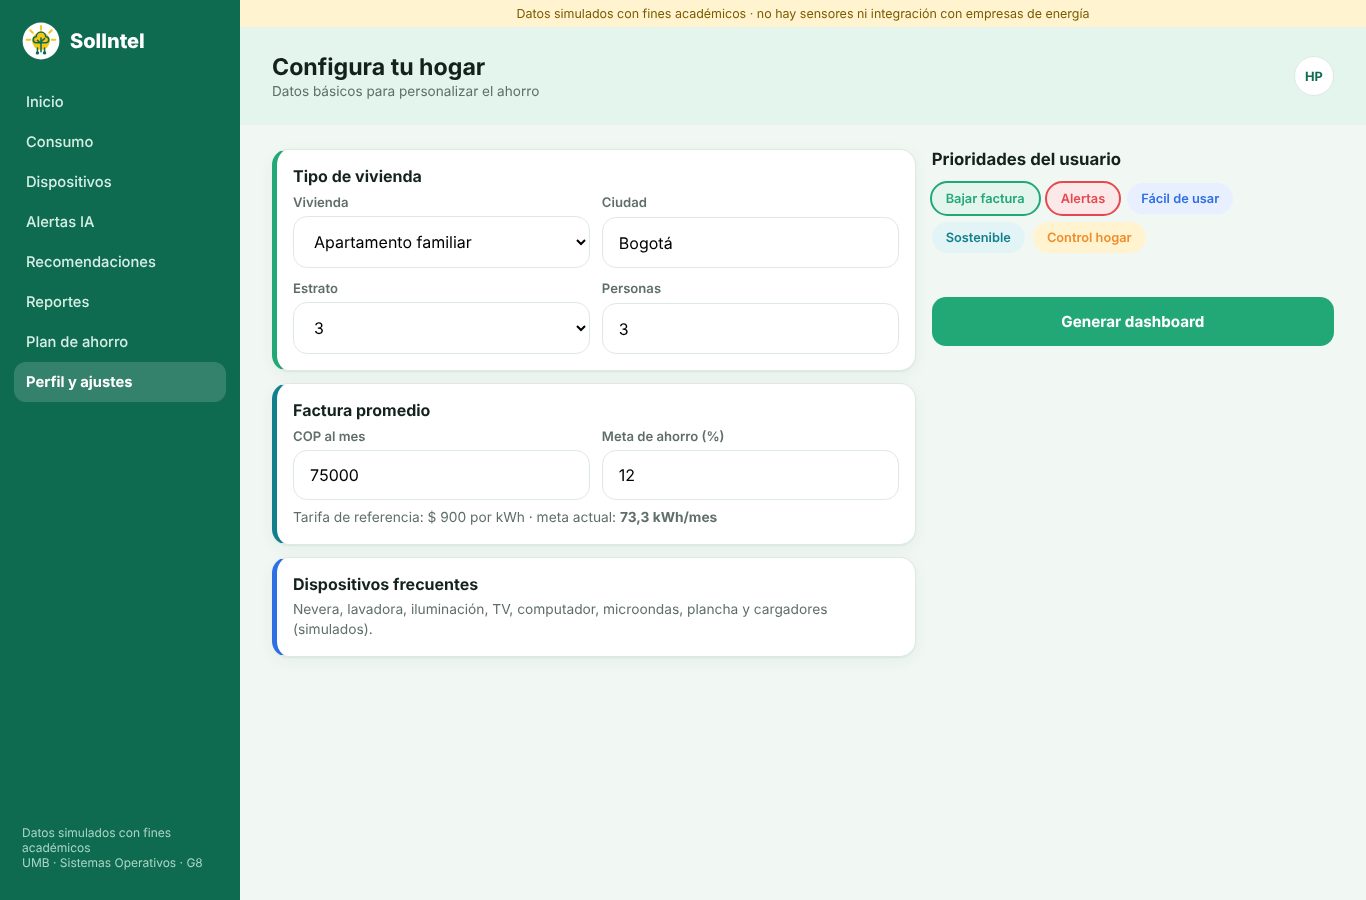 Datos simulados con fines académicos · no hay sensores ni integración con empresas de energía
SolIntel
Inicio
Consumo
Dispositivos
Alertas IA
Recomendaciones
Reportes
Plan de ahorro
Perfil y ajustes
Datos simulados con fines
académicos
UMB · Sistemas Operativos · G8
Configura tu hogar
Datos básicos para personalizar el ahorro
HP
Tipo de vivienda
Vivienda
Ciudad
Apartamento familiar
Bogotá
Estrato
Personas
3
3
Factura promedio
COP al mes
Meta de ahorro (%)
75000
12
Tarifa de referencia: $ 900 por kWh · meta actual: 73,3 kWh/mes
Dispositivos frecuentes
Nevera, lavadora, iluminación, TV, computador, microondas, plancha y cargadores
(simulados).
Prioridades del usuario
Bajar factura
Alertas
Fácil de usar
Sostenible
Control hogar
Generar dashboard